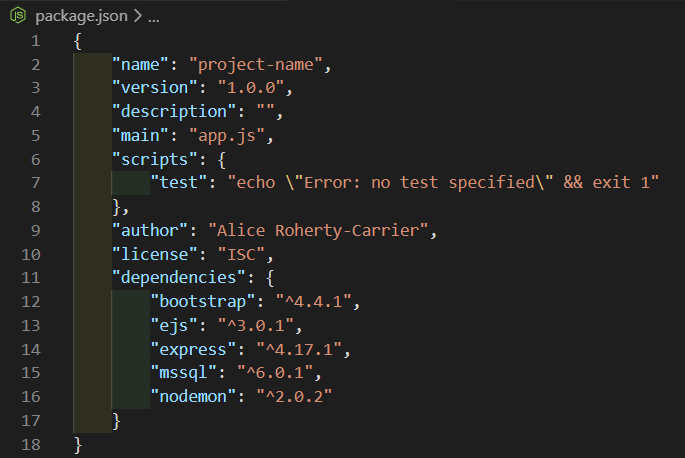 package.json > ...
1 {
2 "name": "project-name",
3 "version": "1.0.0",
4 "description": "",
5 "main": "app.js",
6 "scripts": {
7 "test": "echo \"Error: no test specified\" && exit 1"
8 },
9 "author": "Alice Roherty-Carrier",
10 "license": "ISC",
11 "dependencies": {
12 "bootstrap": "^4.4.1",
13 "ejs": "^3.0.1",
14 "express": "^4.17.1",
15 "mssql": "^6.0.1",
16 "nodemon": "^2.0.2"
17 }
18 }